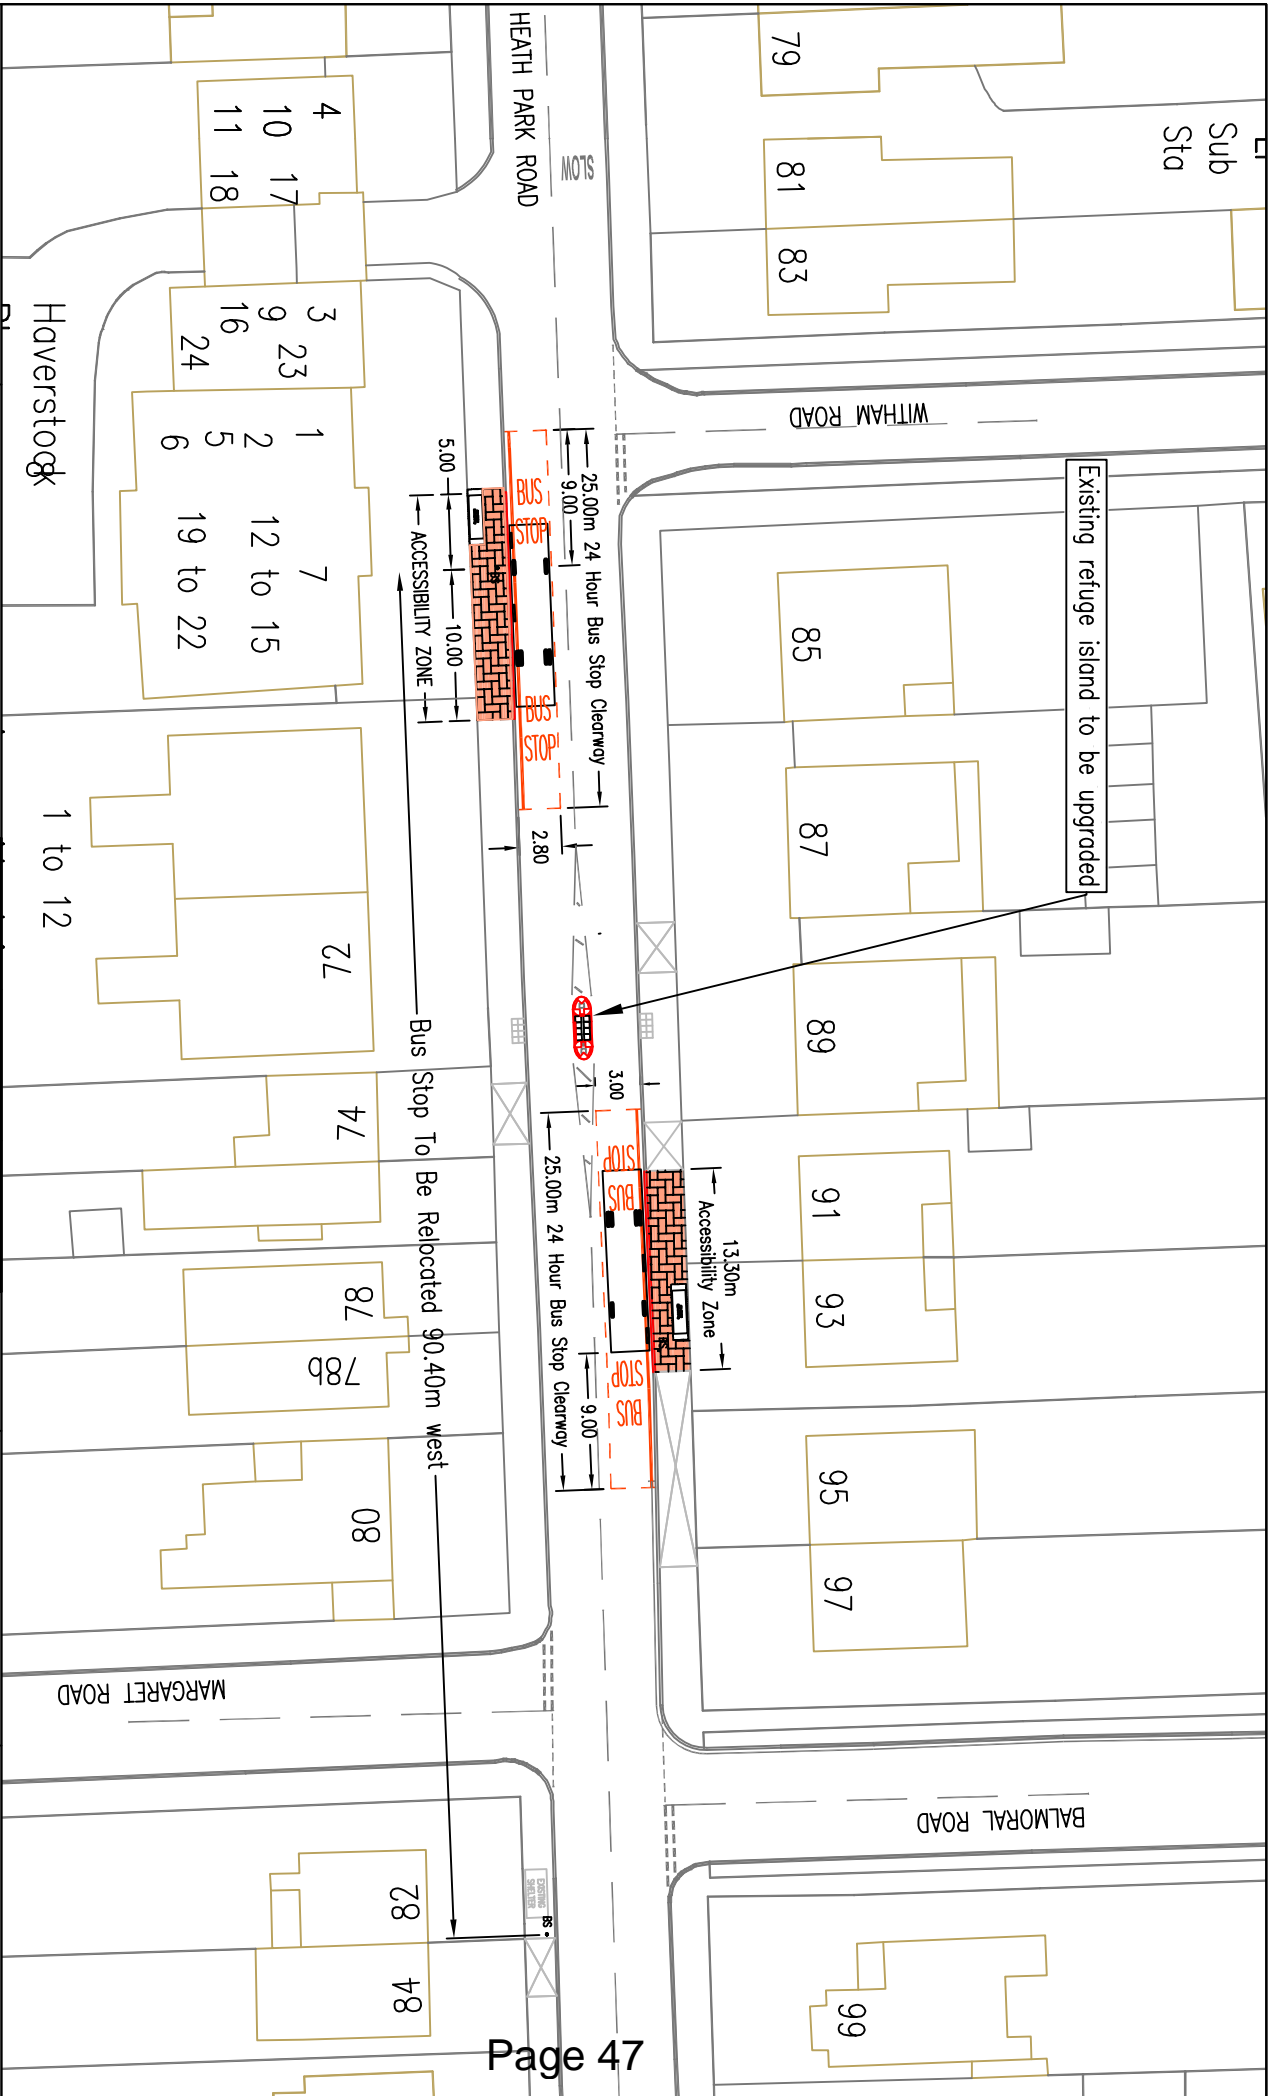 79
81
83
Sub
Sta
HEATH PARK ROAD
SLOW
4
10
11
17
18
3
9
16
23
24
Haverstock
8
1
2
5
6
7
12 to 15
19 to 22
WITHAM ROAD
Existing refuge island to be upgraded
25.00m 24 Hour Bus Stop Clearway
9.00
5.00
10.00
ACCESSIBILITY ZONE
BUS
STOP
BUS
STOP
2.80
85
87
89
91
93
95
97
1 to 12
72
74
78
78b
80
Bus Stop To Be Relocated 90.40m west
3.00
STOP
BUS
STOP
BUS
25.00m 24 Hour Bus Stop Clearway
9.00
13.30m
Accessibility Zone
MARGARET ROAD
BALMORAL ROAD
EXISTING
SHELTER
BS
82
84
99
Page 47